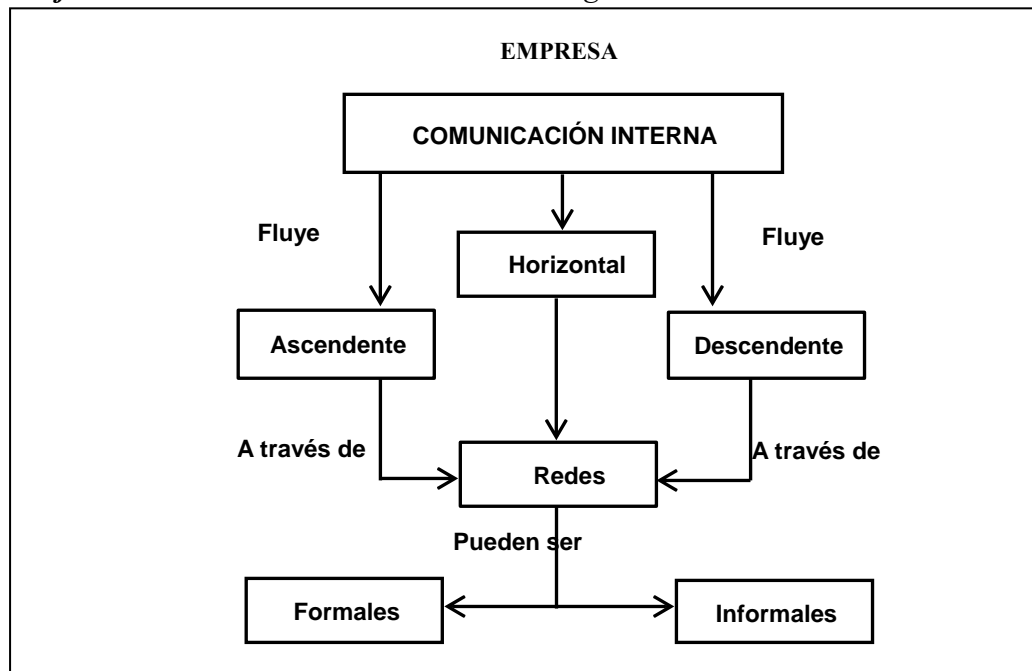 EMPRESA
COMUNICACIÓN INTERNA
Fluye
Fluye
Horizontal
Ascendente
Descendente
A través de
A través de
Redes
Pueden ser
Formales
Informales